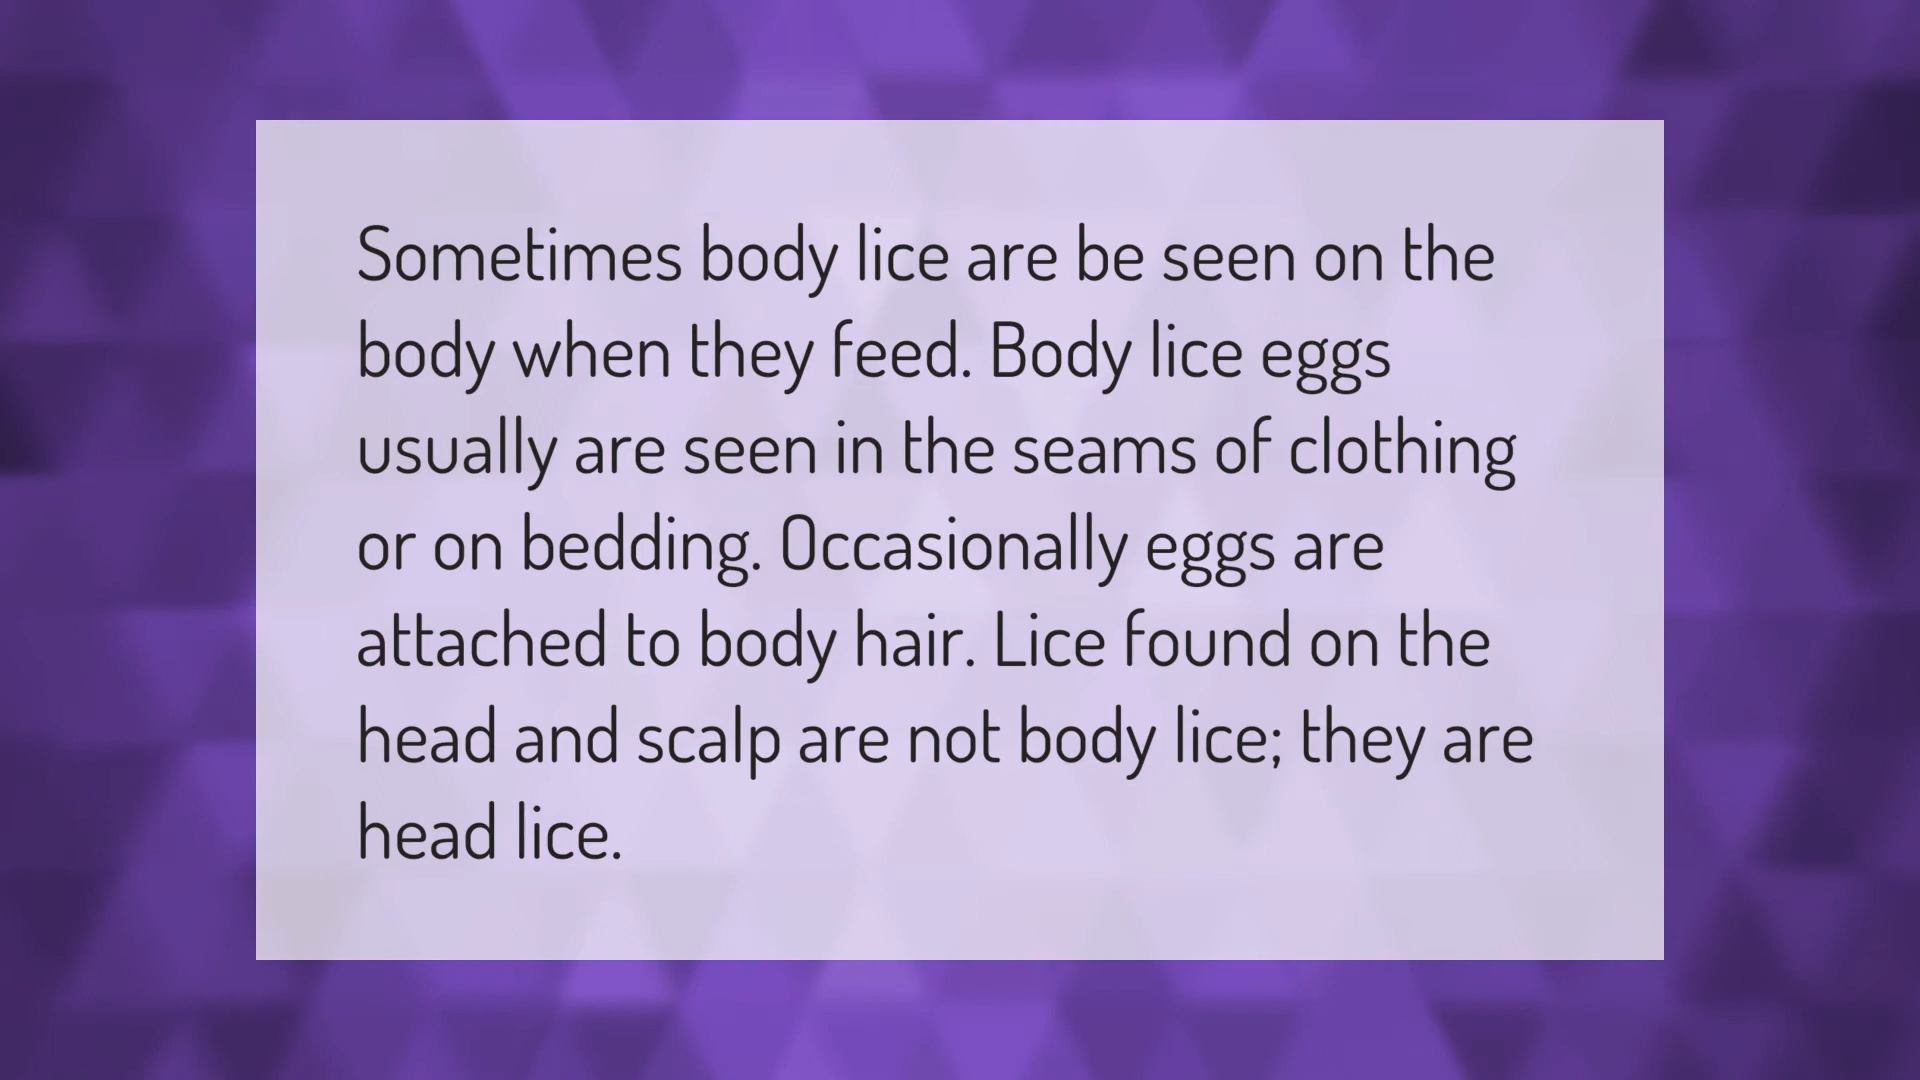 Sometimes body lice are be seen on the
body when they feed. Body lice eggs
usually are seen in the seams of clothing
or on bedding. Occasionally eggs are
attached to body hair. Lice found on the
head and scalp are not body lice; they are
head lice.